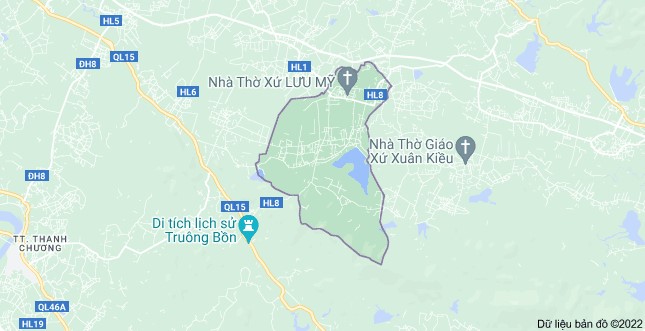 HL5
QL15
ĐH8
HL1
Nhà Thờ Xứ LƯU MỸ
HL6
HL8
Nhà Thờ Giáo
Xứ Xuân Kiều
ĐH8
QL15
HL8
Di tích lịch sử
Truông Bồn
TT. THANH
CHƯƠNG
QL46A
HL19
Dữ liệu bản đồ ©2022